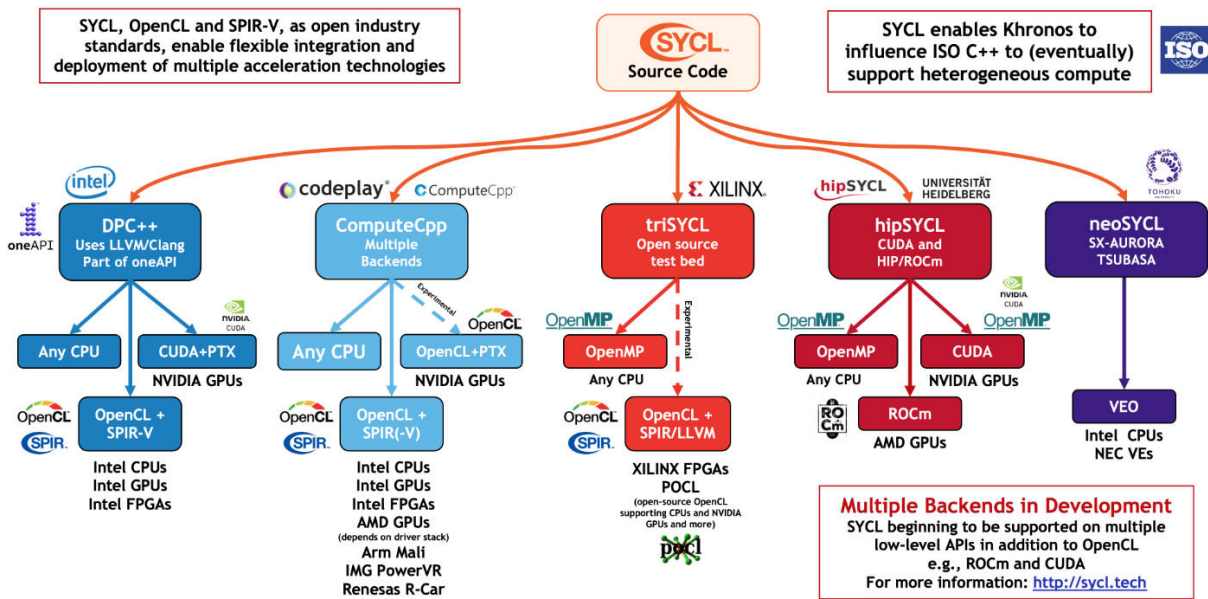 SYCL, OpenCL and SPIR-V, as open industry
standards, enable flexible integration and
deployment of multiple acceleration technologies
SYCL™
Source Code
SYCL enables Khronos to
influence ISO C++ to (eventually)
support heterogeneous compute
ISO
intel
oneAPI
DPC++
Uses LLVM/Clang
Part of oneAPI
NVIDIA
CUDA
Any CPU
CUDA+PTX
NVIDIA GPUs
OpenCL
SPIR™
OpenCL +
SPIR-V
Intel CPUs
Intel GPUs
Intel FPGAs
codeplay®
ComputeCpp™
ComputeCpp
Multiple
Backends
Experimental
OpenCL
Any CPU
OpenCL+PTX
NVIDIA GPUs
OpenCL
SPIR™
OpenCL +
SPIR(-V)
Intel CPUs
Intel GPUs
Intel FPGAs
AMD GPUs
(depends on driver stack)
Arm Mali
IMG PowerVR
Renesas R-Car
XILINX®
triSYCL
Open source
test bed
Experimental
OpenMP
OpenMP
Any CPU
OpenCL
SPIR™
OpenCL +
SPIR/LLVM
XILINX FPGAs
POCL
(open-source OpenCL
supporting CPUs and NVIDIA
GPUs and more)
pocl
hipSYCL
UNIVERSITÄT
HEIDELBERG
hipSYCL
CUDA and
HIP/ROCm
NVIDIA
CUDA
OpenMP
OpenMP
OpenMP
CUDA
Any CPU
NVIDIA GPUs
ROCm
ROCm
AMD GPUs
TOHOKU
UNIVERSITY
neoSYCL
SX-AURORA
TSUBASA
VEO
Intel CPUs
NEC VEs
Multiple Backends in Development
SYCL beginning to be supported on multiple
low-level APIs in addition to OpenCL
e.g., ROCm and CUDA
For more information: http://sycl.tech